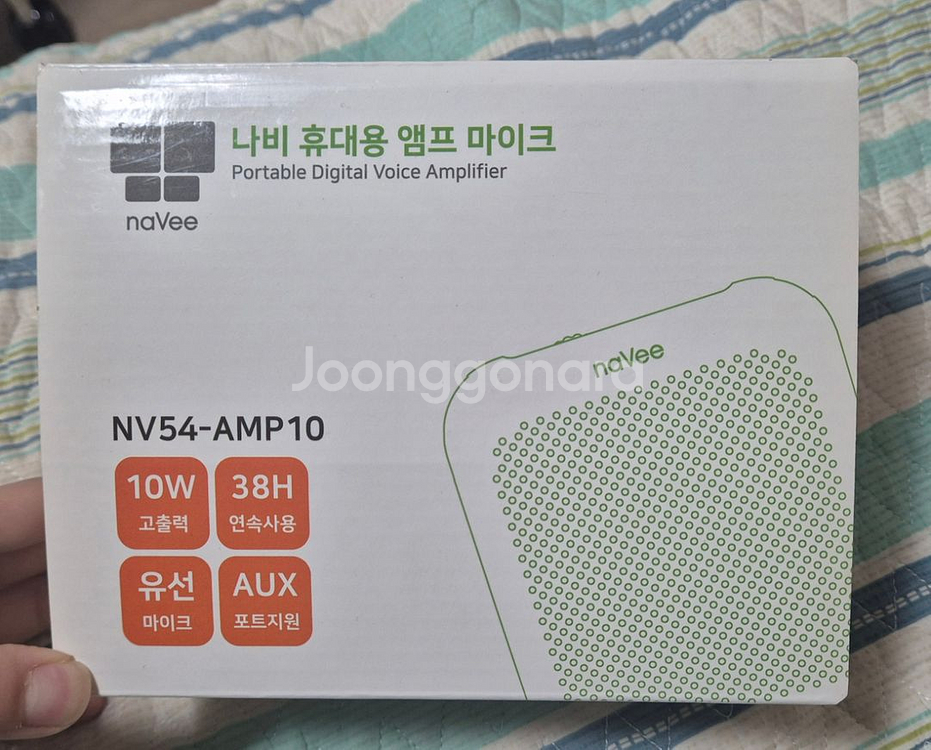 나비 휴대용 앰프 마이크
Portable Digital Voice Amplifier
naVee
naVee
Joonggonara
NV54-AMP10
10W
고출력
38H
연속사용
유선
마이크
AUX
포트지원